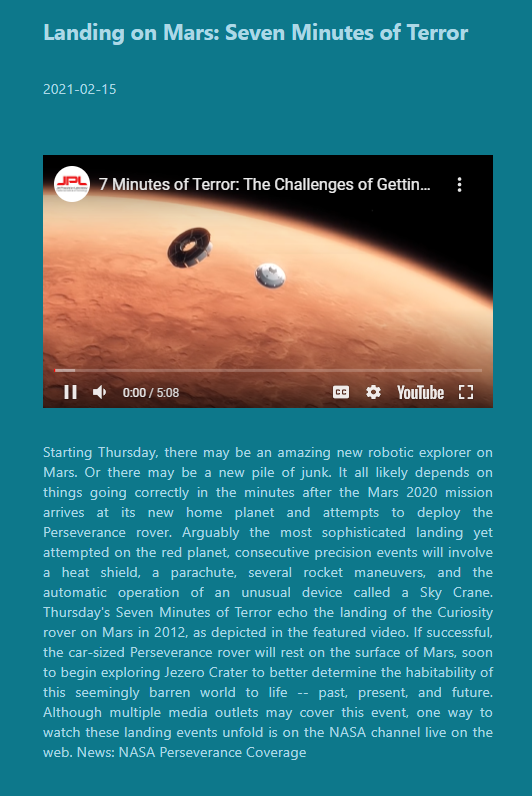 Landing on Mars: Seven Minutes of Terror
2021-02-15
JPL
7 Minutes of Terror: The Challenges of Gettin...
0:00 / 5:08
CC
YouTube
Starting Thursday, there may be an amazing new robotic explorer on
Mars. Or there may be a new pile of junk. It all likely depends on
things going correctly in the minutes after the Mars 2020 mission
arrives at its new home planet and attempts to deploy the
Perseverance rover. Arguably the most sophisticated landing yet
attempted on the red planet, consecutive precision events will involve
a heat shield, a parachute, several rocket maneuvers, and the
automatic operation of an unusual device called a Sky Crane.
Thursday's Seven Minutes of Terror echo the landing of the Curiosity
rover on Mars in 2012, as depicted in the featured video. If successful,
the car-sized Perseverance rover will rest on the surface of Mars, soon
to begin exploring Jezero Crater to better determine the habitability of
this seemingly barren world to life -- past, present, and future.
Although multiple media outlets may cover this event, one way to
watch these landing events unfold is on the NASA channel live on the
web. News: NASA Perseverance Coverage